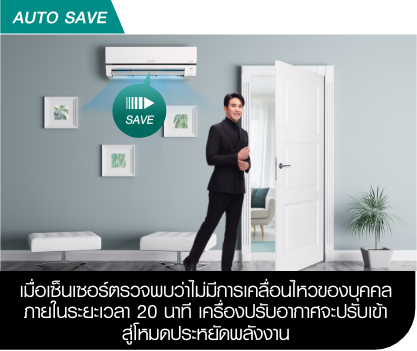 AUTO SAVE
SAVE
เมื่อเซ็นเซอร์ตรวจพบว่าไม่มีการเคลื่อนไหวของบุคคล
ภายในระยะเวลา 20 นาที เครื่องปรับอากาศจะปรับเข้า
สู่โหมดประหยัดพลังงาน